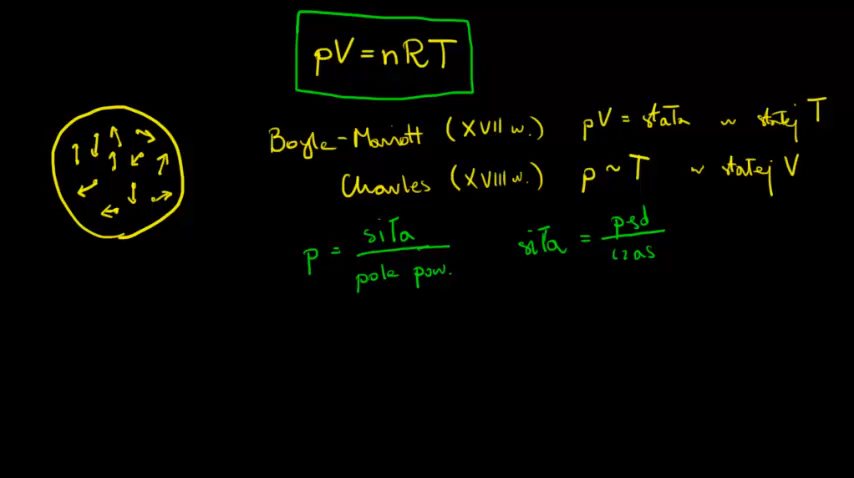 pV = nRT
Boyle-Mariott (XVII w.) pV = stała w stałej T
Charles (XVIII w.) p ~ T w stałej V
p = siła / pole pow. siła = pęd / czas